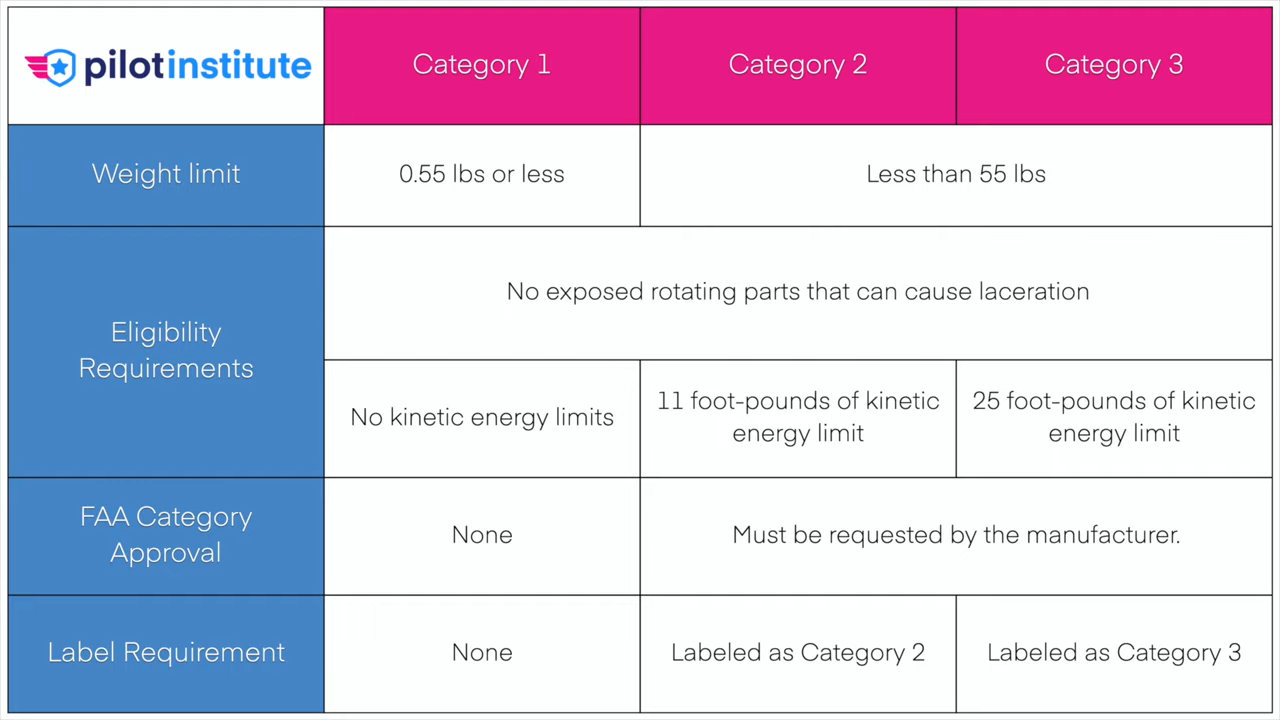 pilotinstitute
Category 1
Category 2
Category 3
Weight limit
0.55 lbs or less
Less than 55 lbs
Eligibility
Requirements
No exposed rotating parts that can cause laceration
No kinetic energy limits
11 foot-pounds of kinetic
energy limit
25 foot-pounds of kinetic
energy limit
FAA Category
Approval
None
Must be requested by the manufacturer.
Label Requirement
None
Labeled as Category 2
Labeled as Category 3